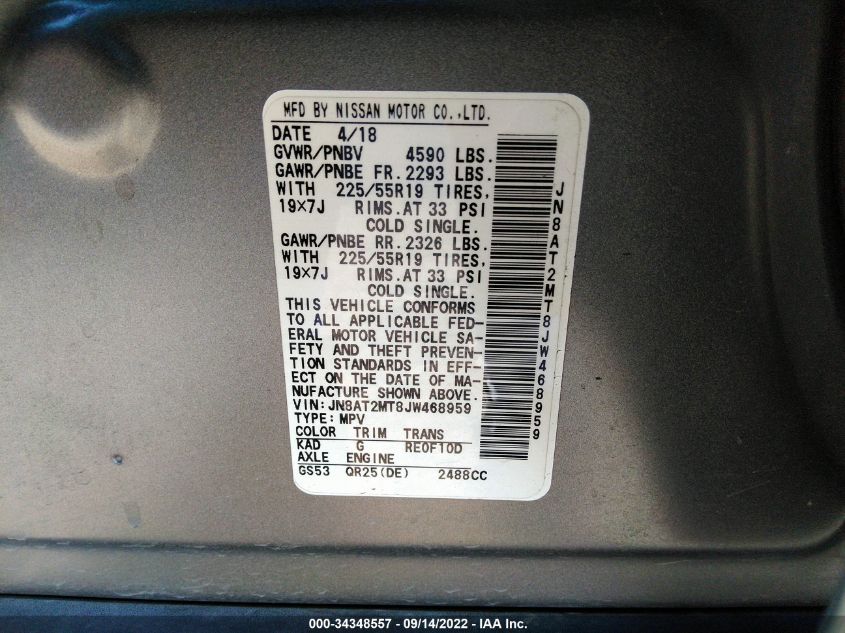 MFD BY NISSAN MOTOR CO.,LTD.
DATE 4/18
GVWR/PNBV 4590 LBS.
GAWR/PNBE FR.2293 LBS.
WITH 225/55R19 TIRES,
19×7J RIMS.AT 33 PSI
COLD SINGLE.
GAWR/PNBE RR.2326 LBS.
WITH 225/55R19 TIRES,
19×7J RIMS.AT 33 PSI
COLD SINGLE.
THIS VEHICLE CONFORMS
TO ALL APPLICABLE FED-
ERAL MOTOR VEHICLE SA-
FETY AND THEFT PREVEN-
TION STANDARDS IN EFF-
ECT ON THE DATE OF MA-
NUFACTURE SHOWN ABOVE.
VIN:JN8AT2MT8JW468959
TYPE:MPV
COLOR TRIM TRANS
KAD G RE0F10D
AXLE ENGINE
GS53 QR25(DE) 2488CC
JN8AT2MT8JW468959
000-34348557 - 09/14/2022 - IAA Inc.